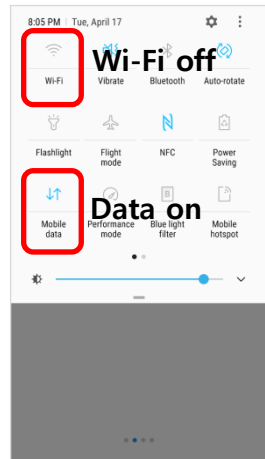 8:05 PM | Tue, April 17
Wi-Fi off
Wi-Fi Vibrate Bluetooth Auto-rotate
Flashlight Flight mode NFC Power Saving
Data on
Mobile data Performance mode Blue light filter Mobile hotspot